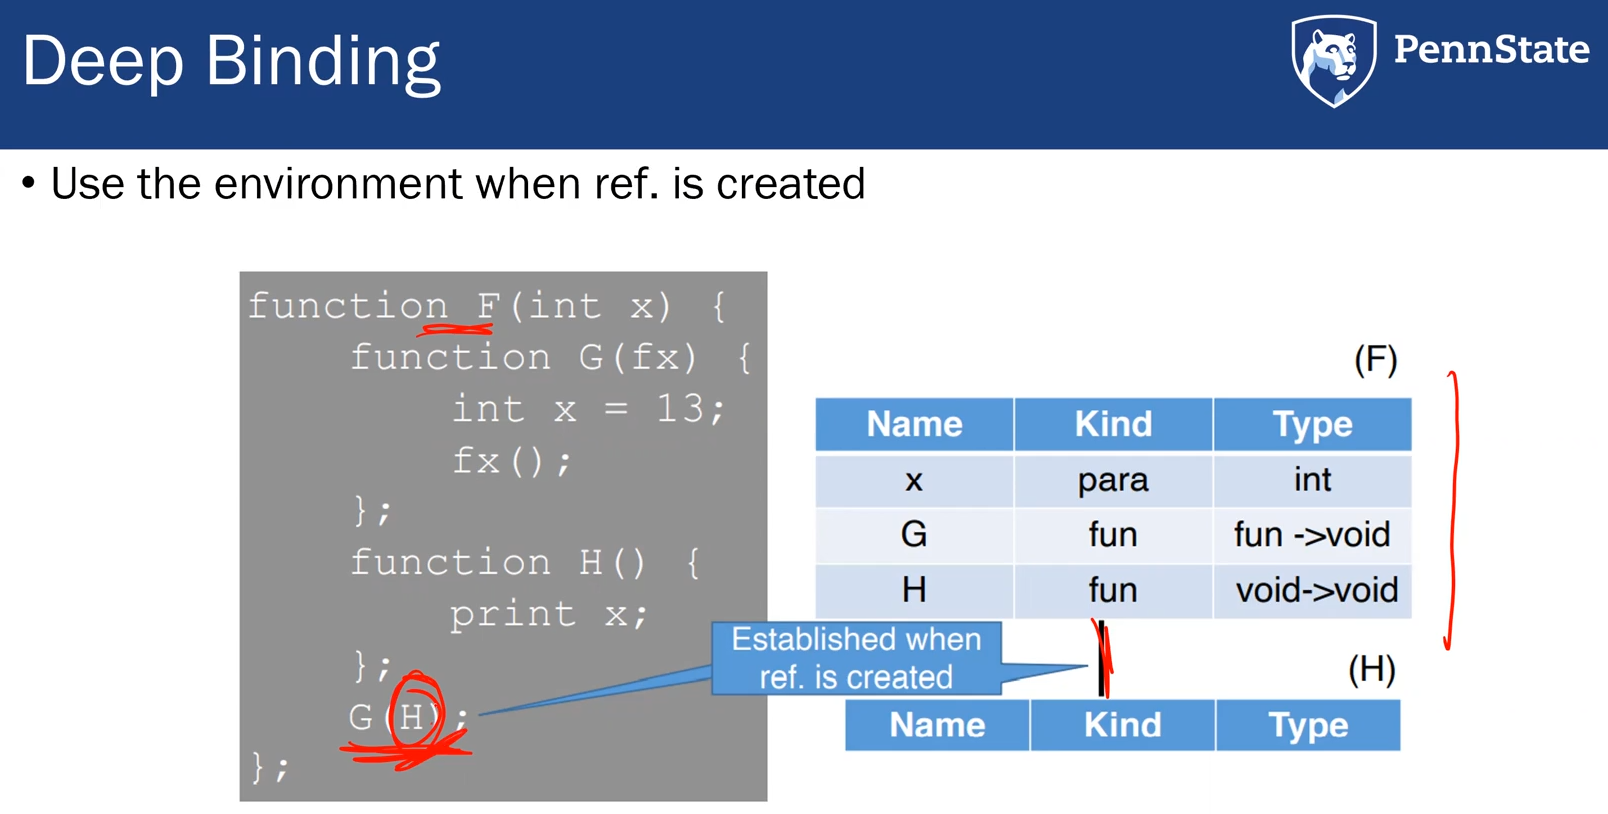 Deep Binding
PennState
• Use the environment when ref. is created
function F(int x) {
function G(fx) {
int x = 13;
fx();
};
function H() {
print x;
};
G(H);
};
(F)
Name Kind Type
x para int
G fun fun ->void
H fun void->void
Established when
ref. is created
(H)
Name Kind Type